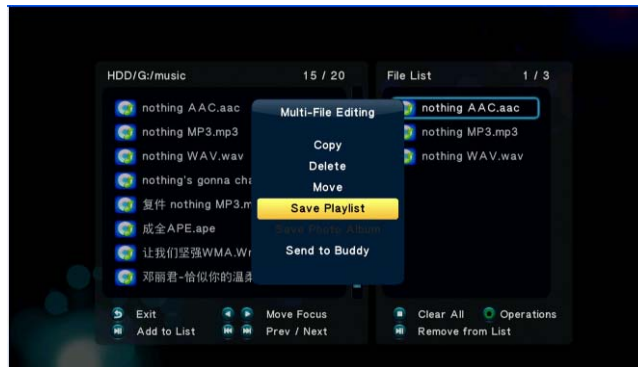 HDD/G:/music 15 / 20
nothing AAC.aac
nothing MP3.mp3
nothing WAV.wav
nothing's gonna cha
复件 nothing MP3.m
成全APE.ape
让我们坚强WMA.Wr
邓丽君-恰似你的温柔
Multi-File Editing
Copy
Delete
Move
Save Playlist
Save Photo Album
Send to Buddy
File List 1 / 3
nothing AAC.aac
nothing MP3.mp3
nothing WAV.wav
Exit Move Focus
Add to List Prev / Next
Clear All Operations
Remove from List